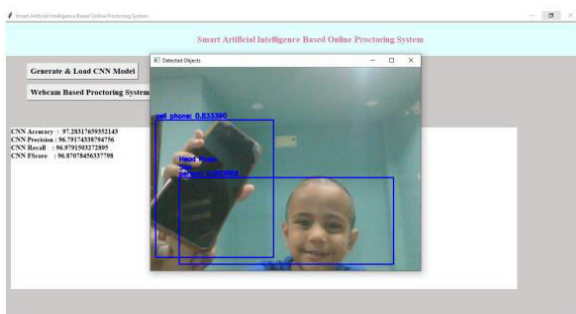 Smart Artificial Intelligence Based Online Proctoring System
Smart Artificial Intelligence Based Online Proctoring System
Generate & Load CNN Model
Webcam Based Proctoring System
Detected Objects
cell phone: 0.833390
Head Pose:
person:
CNN Accuracy : 97.28317659352143
CNN Precision : 96.79174338794756
CNN Recall : 96.9791503272895
CNN FScore : 96.87078456337798